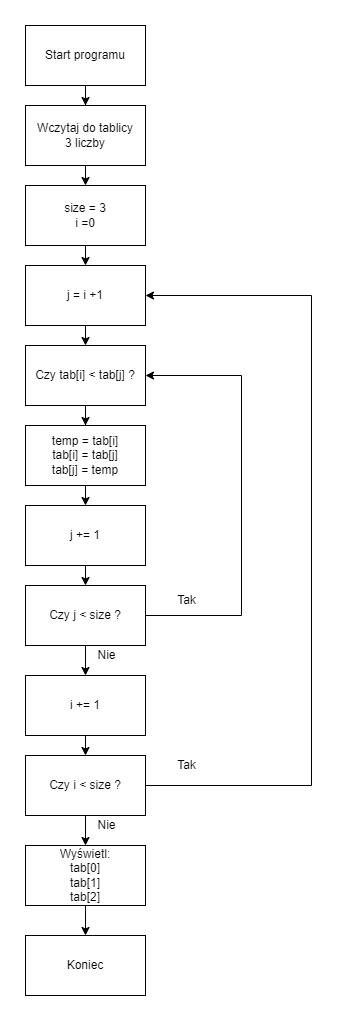 Start programu
Wczytaj do tablicy
3 liczby
size = 3
i =0
j = i +1
Czy tab[i] < tab[j] ?
temp = tab[i]
tab[i] = tab[j]
tab[j] = temp
j += 1
Czy j < size ?
Tak
Nie
i += 1
Czy i < size ?
Tak
Nie
Wyświetl:
tab[0]
tab[1]
tab[2]
Koniec